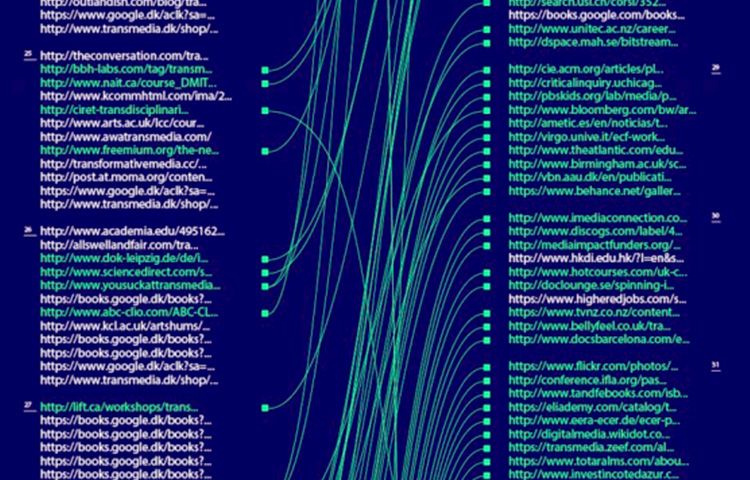 http://outlandish.com/blog/tra...
https://www.google.dk/aclk?sa=...
http://www.transmedia.dk/shop/...
25 http://theconversation.com/tra...
http://bbh-labs.com/tag/transm...
http://www.nait.ca/course_DMIT...
http://www.kcommhtml.com/ima/2...
http://ciret-transdisciplinari...
http://www.arts.ac.uk/lcc/cour...
http://www.awatransmedia.com/
http://www.freemium.org/the-ne...
http://transformativemedia.cc/...
http://post.at.moma.org/conten...
https://www.google.dk/aclk?sa=...
http://www.transmedia.dk/shop/...
26 http://www.academia.edu/495162...
http://allswellandfair.com/tra...
http://www.dok-leipzig.de/de/i...
http://www.sciencedirect.com/s...
http://www.yousuckattransmedia...
https://books.google.dk/books?...
http://www.abc-clio.com/ABC-CL...
http://www.kcl.ac.uk/artshums/...
https://books.google.dk/books?...
https://books.google.dk/books?...
https://www.google.dk/aclk?sa=...
http://www.transmedia.dk/shop/...
27 http://lift.ca/workshops/trans...
https://books.google.dk/books?...
https://books.google.dk/books?...
https://books.google.dk/books?...
https://books.google.dk/books?...
https://books.google.dk/books?...
http://search.usi.ch/corsi/352...
https://books.google.com/books...
http://www.unitec.ac.nz/career...
http://dspace.mah.se/bitstream...
http://cie.acm.org/articles/pl... 29
http://criticalinquiry.uchicag...
http://pbskids.org/lab/media/p...
http://www.bloomberg.com/bw/ar...
http://ametic.es/en/noticias/t...
http://virgo.unive.it/ecf-work...
http://www.theatlantic.com/edu...
http://www.birmingham.ac.uk/sc...
http://vbn.aau.dk/en/publicati...
https://www.behance.net/galler...
http://www.imediaconnection.co... 30
http://www.discogs.com/label/4...
http://mediaimpactfunders.org/...
http://www.hkdi.edu.hk/?l=en&s...
http://www.hotcourses.com/uk-c...
http://doclounge.se/spinning-i...
https://www.higheredjobs.com/s...
https://www.tvnz.co.nz/content...
http://www.bellyfeel.co.uk/tra...
http://www.docsbarcelona.com/e...
https://www.flickr.com/photos/... 31
http://conference.ifla.org/pas...
http://www.tandfebooks.com/isb...
https://eliademy.com/catalog/t...
http://www.eera-ecer.de/ecer-p...
http://digitalmedia.wikidot.co...
https://transmedia.zeef.com/al...
https://www.totaralms.com/abou...
http://www.investincotedazur.c...